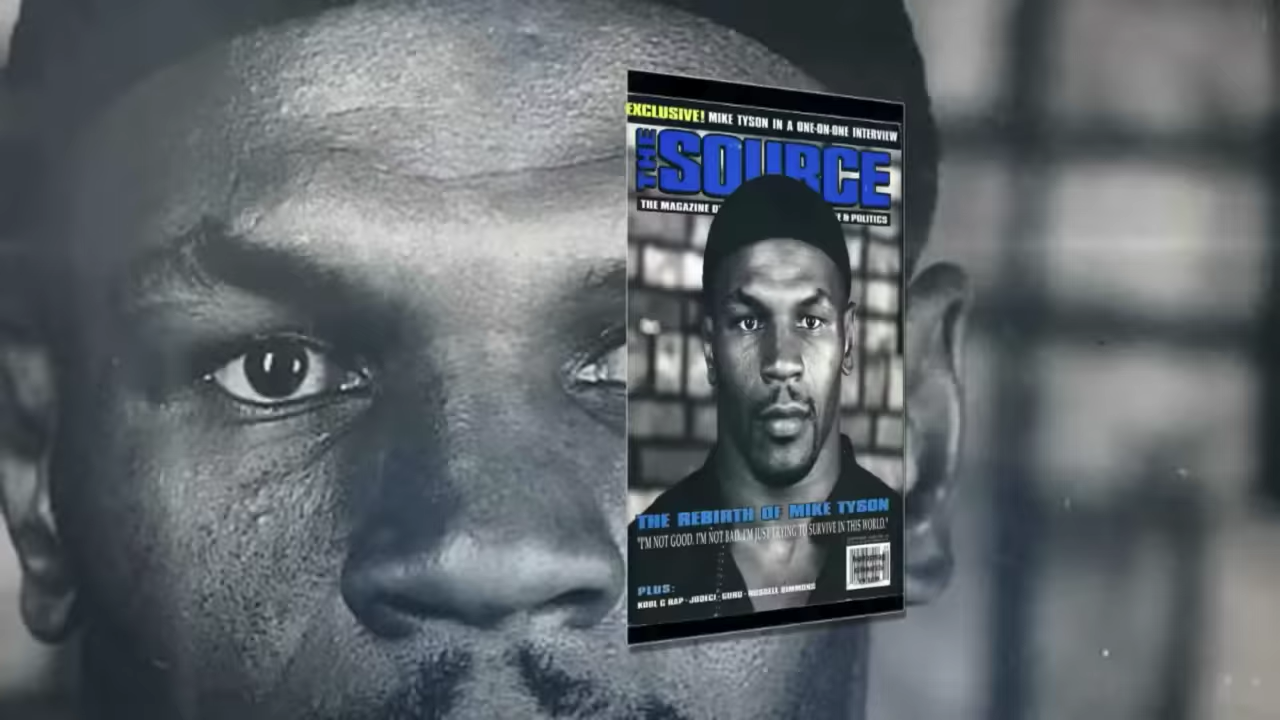 EXCLUSIVE! MIKE TYSON IN A ONE-ON-ONE INTERVIEW
THE SOURCE
THE MAGAZINE O E & POLITICS
THE REBIRTH OF MIKE TYSON
"I'M NOT GOOD. I'M NOT BAD. I'M JUST TRYING TO SURVIVE IN THIS WORLD."
PLUS:
KOOL G RAP · JODECI · GURU · RUSSELL SIMMONS